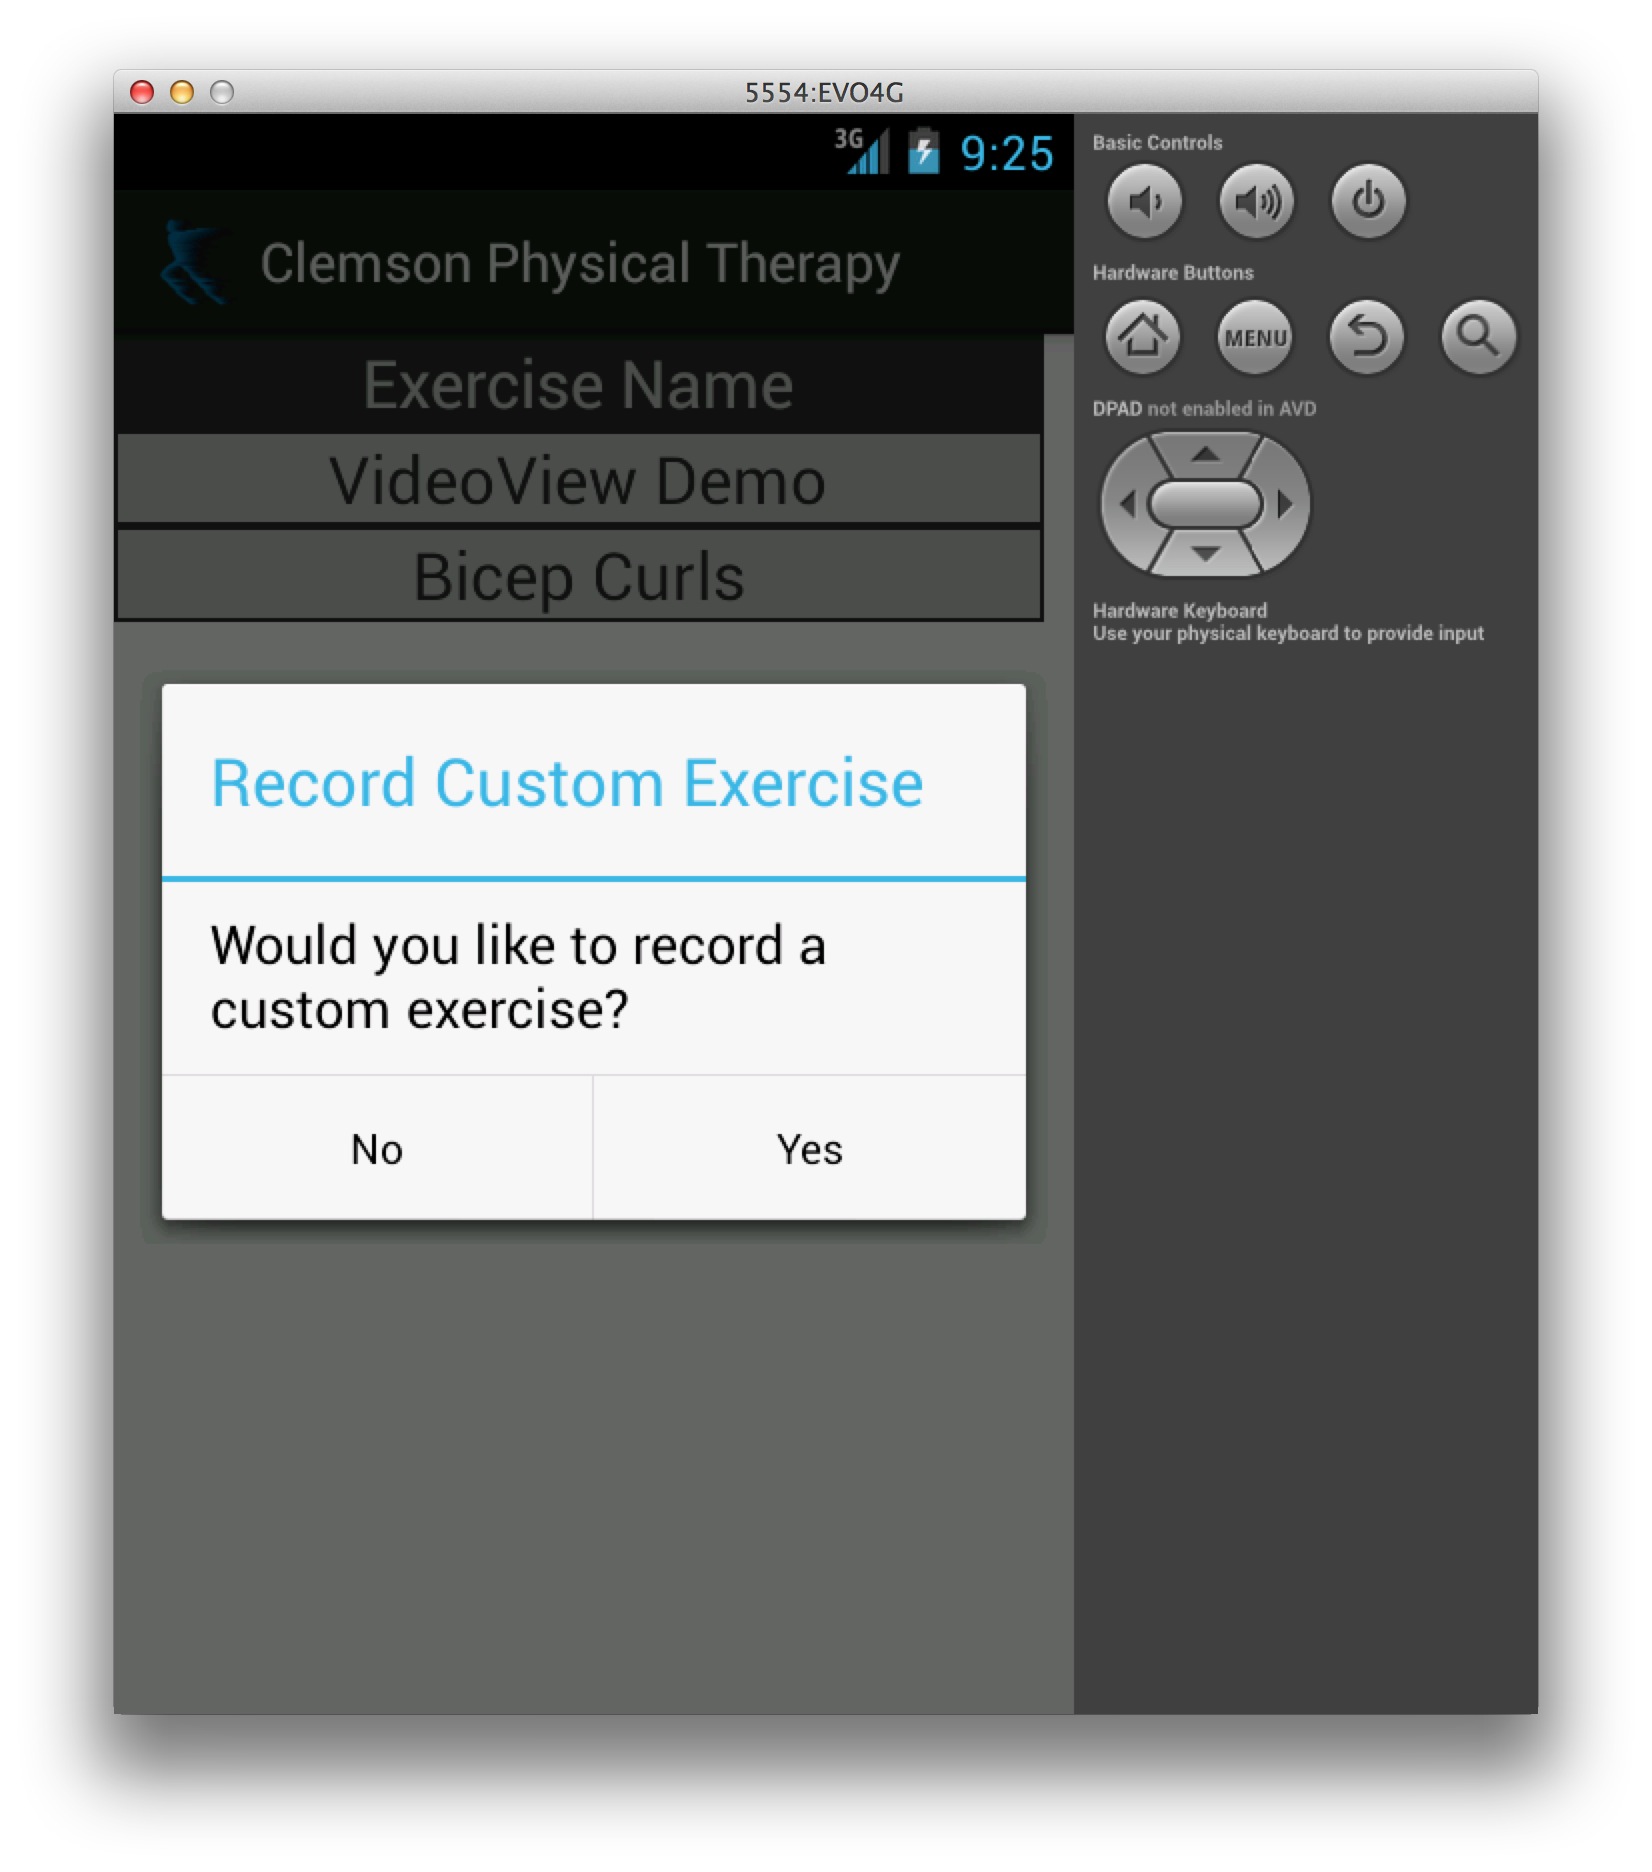 5554:EVO4G
3G 9:25
Clemson Physical Therapy
Exercise Name
VideoView Demo
Bicep Curls
Record Custom Exercise
Would you like to record a
custom exercise?
No
Yes
Basic Controls
Hardware Buttons
MENU
DPAD not enabled in AVD
Hardware Keyboard
Use your physical keyboard to provide input